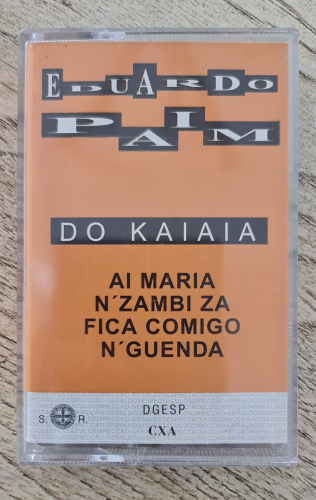 EDUARDO
PAIM
DO KAIAIA
AI MARIA
N´ZAMBI ZA
FICA COMIGO
N´GUENDA
S. R.
DGESP
CXA